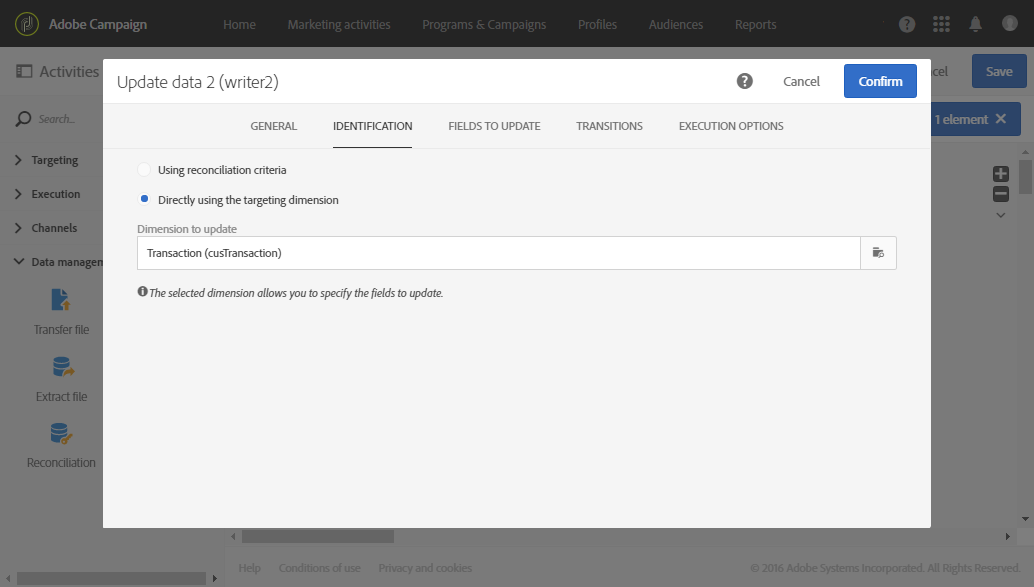 Adobe Campaign Home Marketing activities Programs & Campaigns Profiles Audiences Reports
Activities
cel Save
Update data 2 (writer2) Cancel Confirm
Search...
1 element
GENERAL IDENTIFICATION FIELDS TO UPDATE TRANSITIONS EXECUTION OPTIONS
Targeting
Using reconciliation criteria
Execution
Directly using the targeting dimension
Channels
Dimension to update
Transaction (cusTransaction)
Data managem
The selected dimension allows you to specify the fields to update.
Transfer file
Extract file
Reconciliation
Help Conditions of use Privacy and cookies © 2016 Adobe Systems Incorporated. All Rights Reserved.